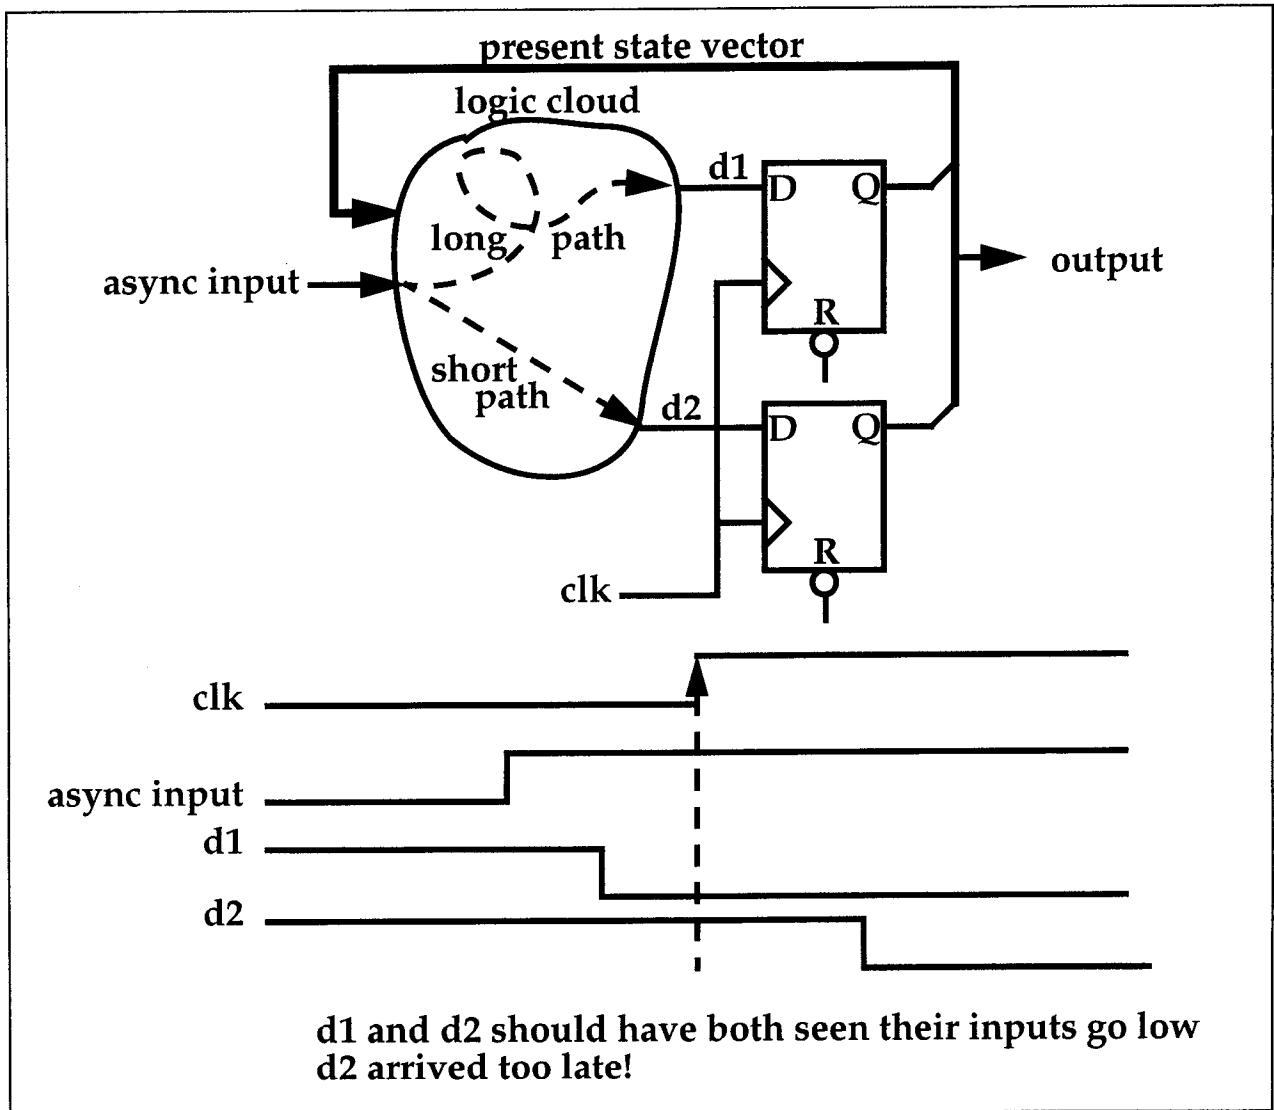 present state vector
logic cloud
d1
D
Q
long path
async input
output
R
short
path
d2
D
Q
R
clk
clk
async input
d1
d2
d1 and d2 should have both seen their inputs go low
d2 arrived too late!